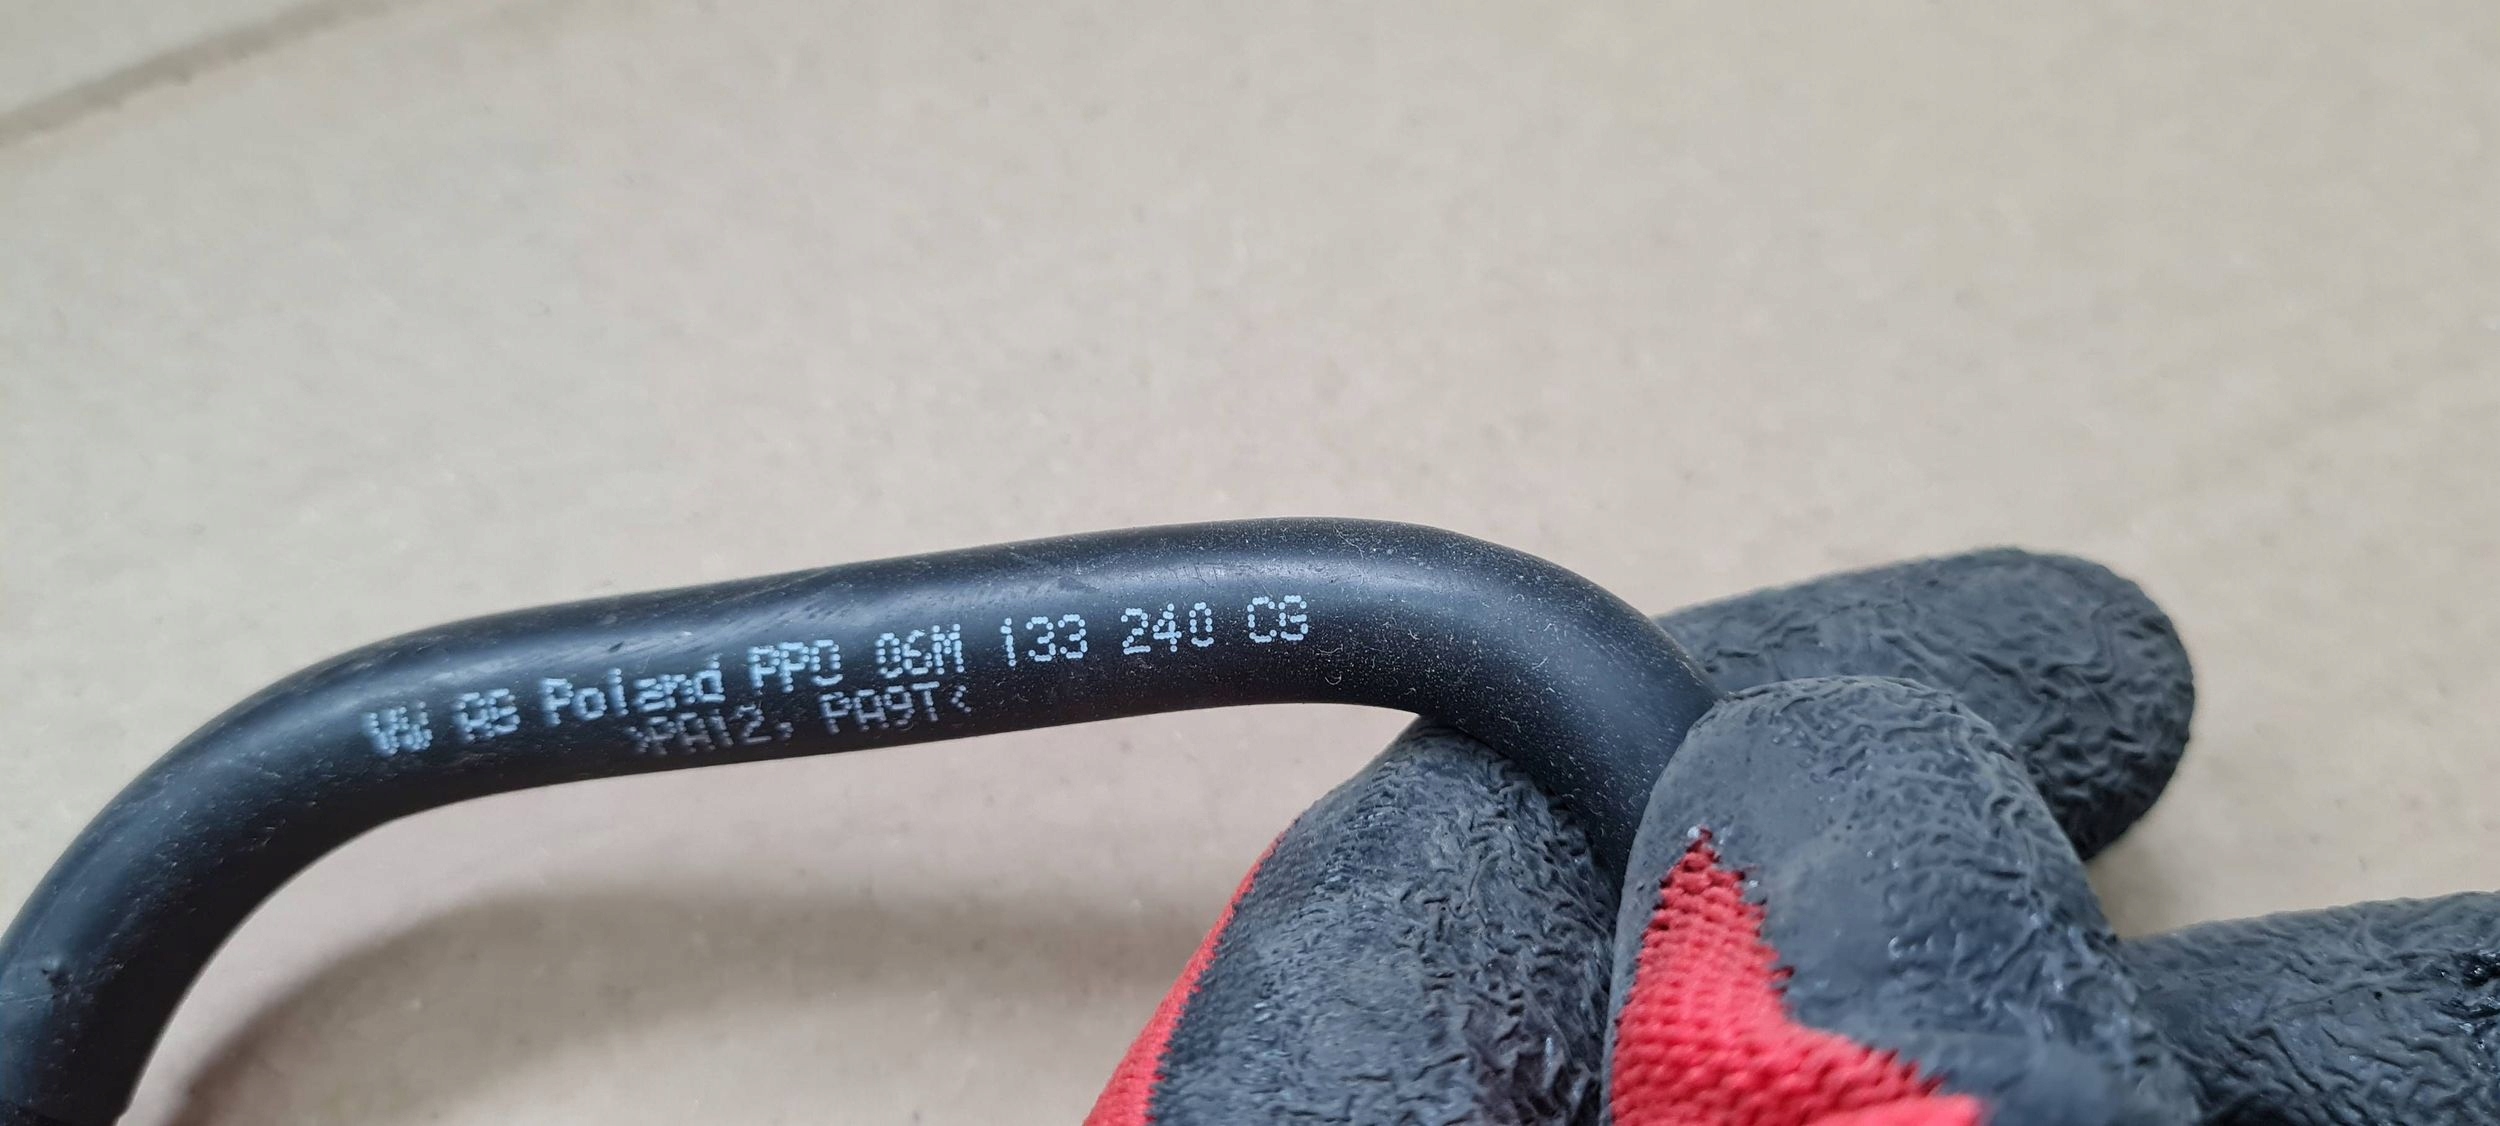 VW AG Poland PPO 06M 133 240 CG
>PA12, PA9T<